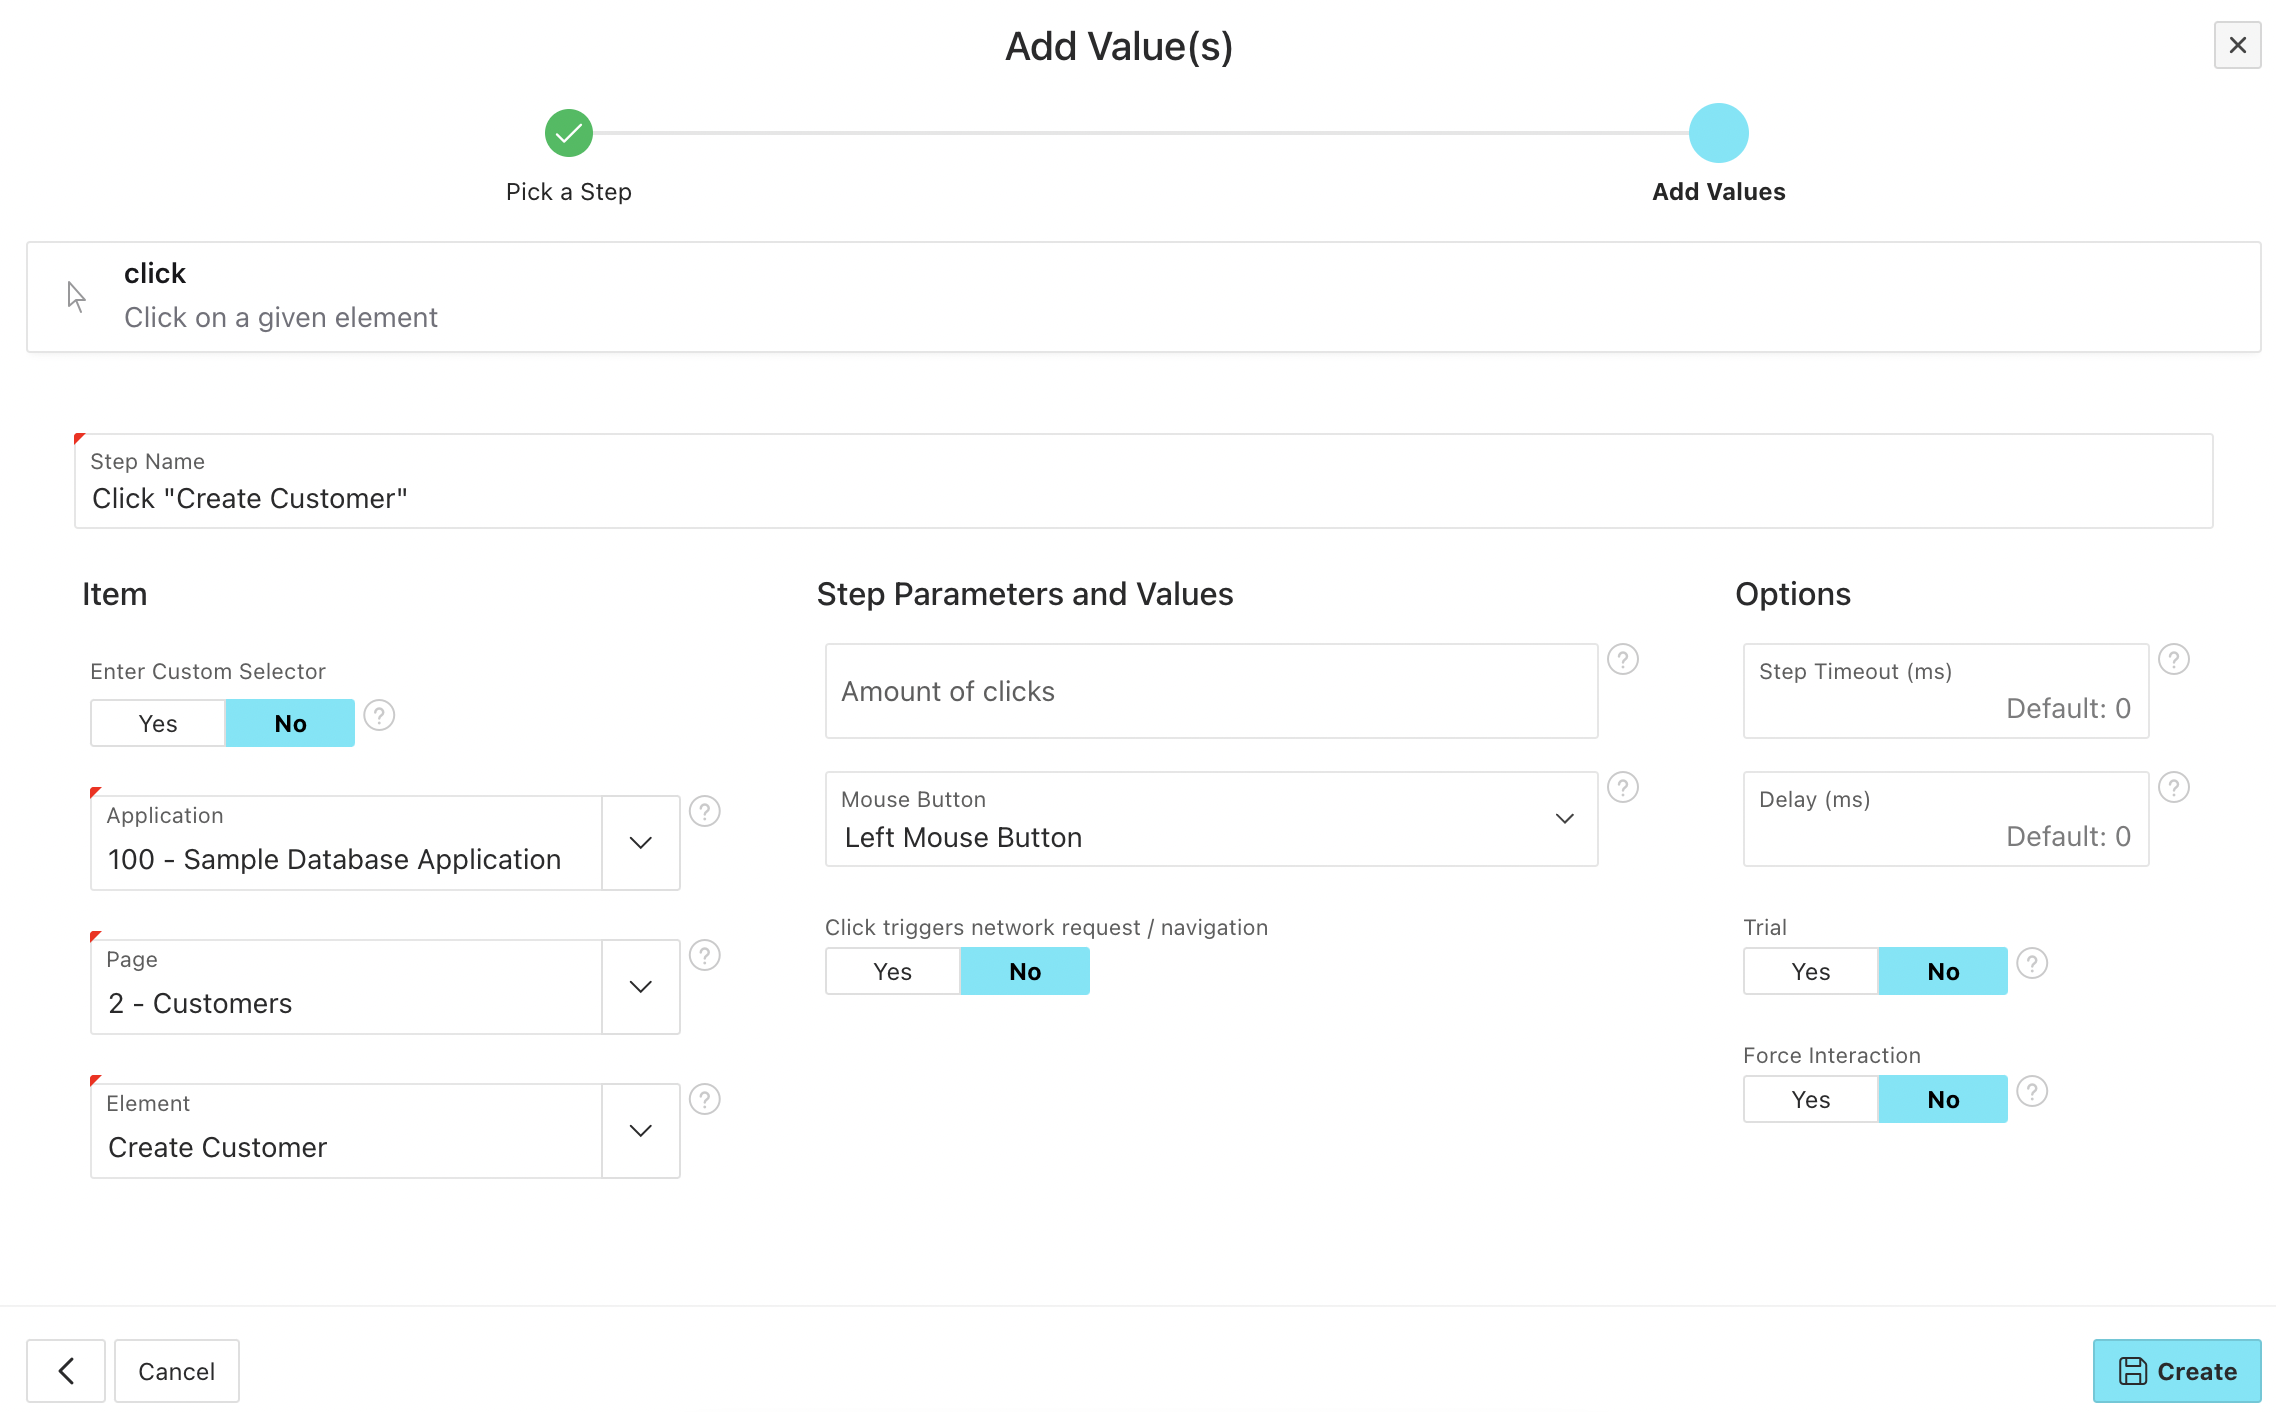 Add Value(s)
Pick a Step
Add Values
click
Click on a given element
Step Name
Click "Create Customer"
Item
Enter Custom Selector
Yes
No
?
Application
100 - Sample Database Application
?
Page
2 - Customers
?
Element
Create Customer
?
Step Parameters and Values
Amount of clicks
?
Mouse Button
Left Mouse Button
?
Click triggers network request / navigation
Yes
No
Options
Step Timeout (ms)
Default: 0
?
Delay (ms)
Default: 0
?
Trial
Yes
No
?
Force Interaction
Yes
No
?
Cancel
Create